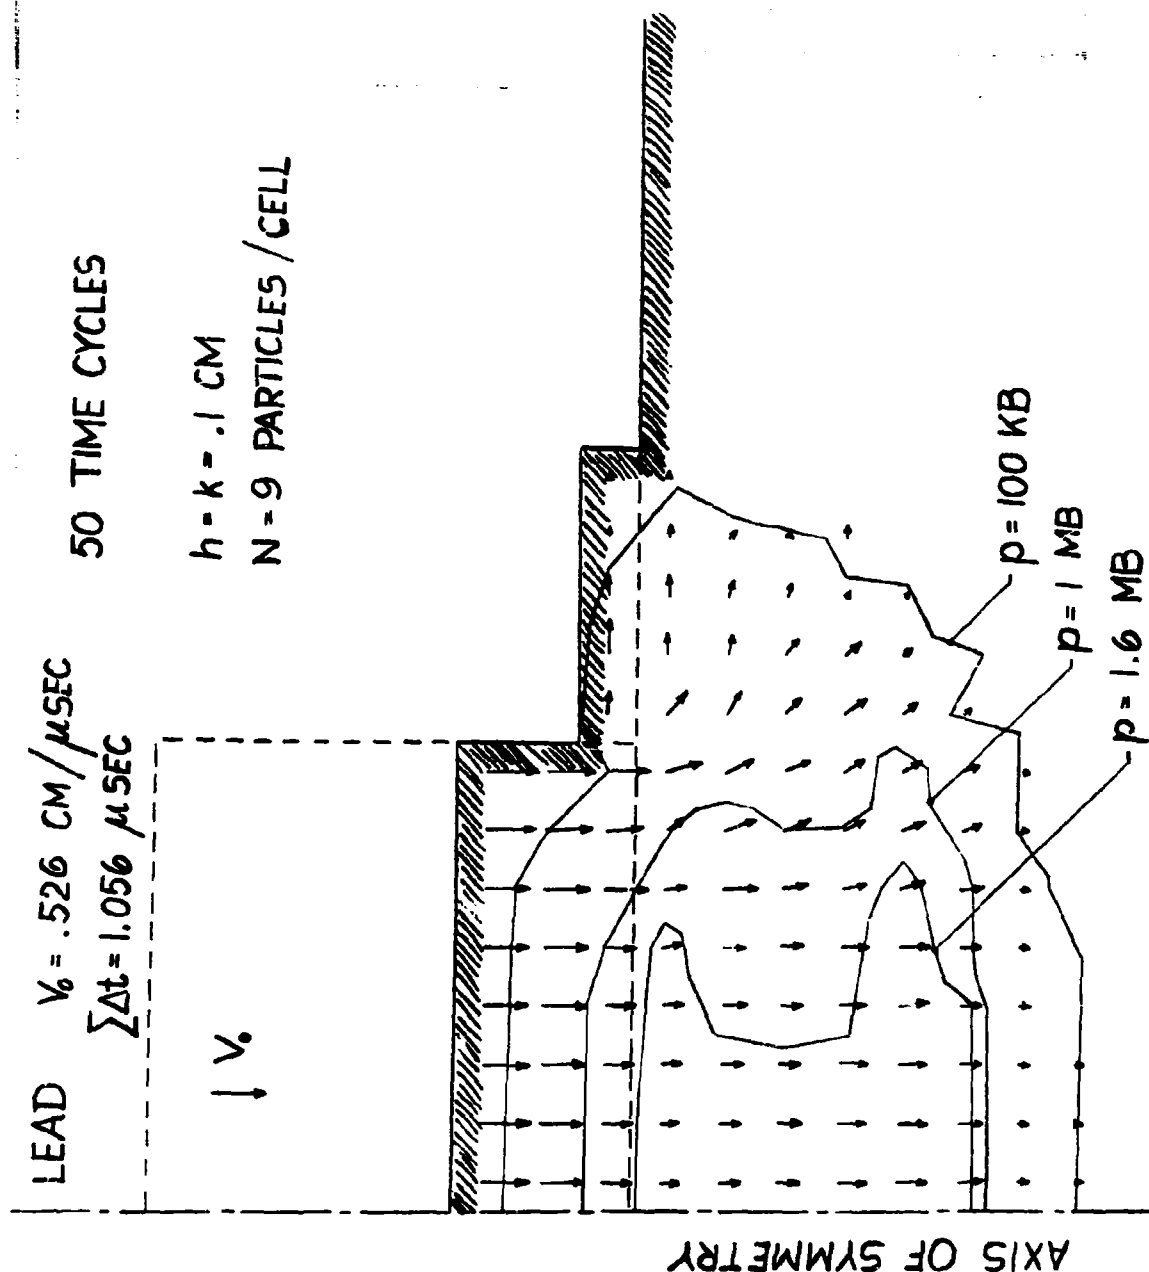 LEAD
V₀ = .526 CM/μSEC
∑Δt = 1.056 μSEC
50 TIME CYCLES
h = k = .1 CM
N = 9 PARTICLES/CELL
V₀
p = 100 KB
p = 1 MB
p = 1.6 MB
AXIS OF SYMMETRY